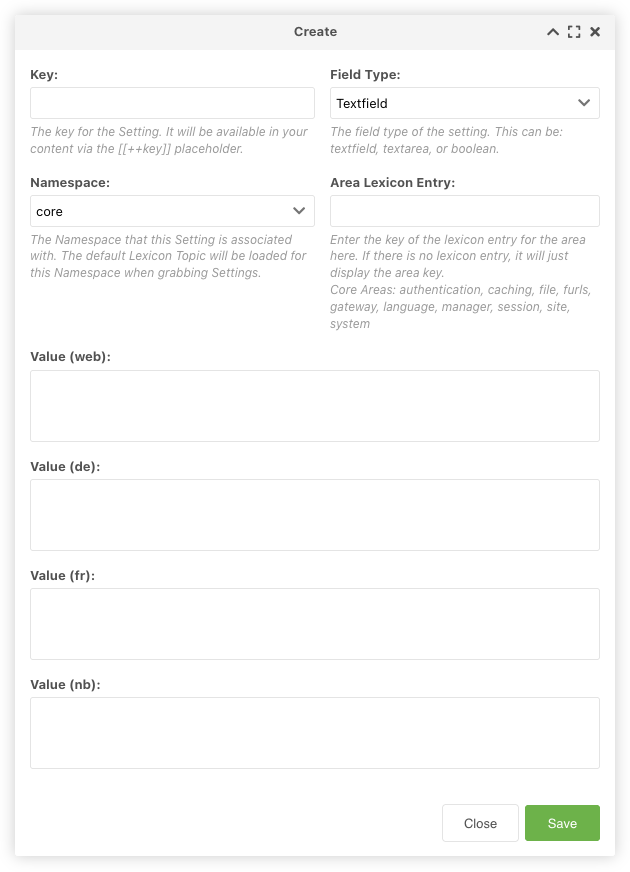 Create
Key:
The key for the Setting. It will be available in your
content via the [[++key]] placeholder.
Field Type:
Textfield
The field type of the setting. This can be:
textfield, textarea, or boolean.
Namespace:
core
The Namespace that this Setting is associated
with. The default Lexicon Topic will be loaded for
this Namespace when grabbing Settings.
Area Lexicon Entry:
Enter the key of the lexicon entry for the area
here. If there is no lexicon entry, it will just
display the area key.
Core Areas: authentication, caching, file, furls,
gateway, language, manager, session, site,
system
Value (web):
Value (de):
Value (fr):
Value (nb):
Close
Save